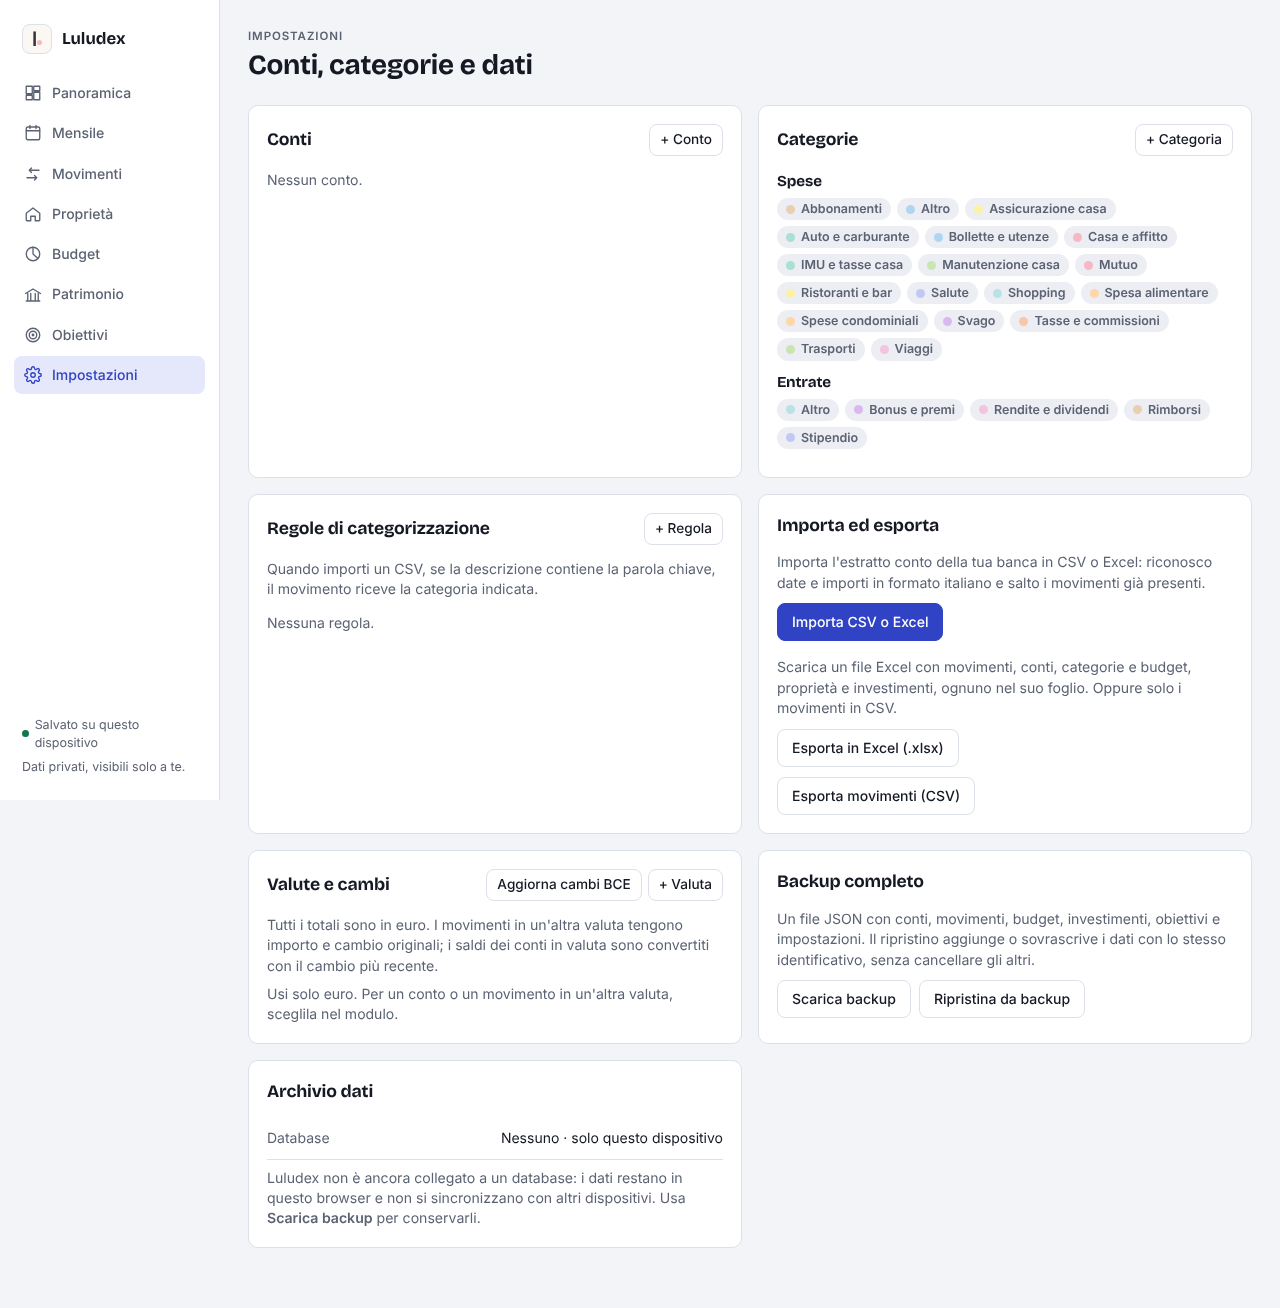 Luludex
Panoramica
Mensile
Movimenti
Proprietà
Budget
Patrimonio
Obiettivi
Impostazioni
Salvato su questo
dispositivo
Dati privati, visibili solo a te.
IMPOSTAZIONI
Conti, categorie e dati
Conti
+ Conto
Nessun conto.
Categorie
+ Categoria
Spese
Abbonamenti Altro Assicurazione casa
Auto e carburante Bollette e utenze Casa e affitto
IMU e tasse casa Manutenzione casa Mutuo
Ristoranti e bar Salute Shopping Spesa alimentare
Spese condominiali Svago Tasse e commissioni
Trasporti Viaggi
Entrate
Altro Bonus e premi Rendite e dividendi Rimborsi
Stipendio
Regole di categorizzazione
+ Regola
Quando importi un CSV, se la descrizione contiene la parola chiave,
il movimento riceve la categoria indicata.
Nessuna regola.
Importa ed esporta
Importa l'estratto conto della tua banca in CSV o Excel: riconosco
date e importi in formato italiano e salto i movimenti già presenti.
Importa CSV o Excel
Scarica un file Excel con movimenti, conti, categorie e budget,
proprietà e investimenti, ognuno nel suo foglio. Oppure solo i
movimenti in CSV.
Esporta in Excel (.xlsx)
Esporta movimenti (CSV)
Valute e cambi
Aggiorna cambi BCE
+ Valuta
Tutti i totali sono in euro. I movimenti in un'altra valuta tengono
importo e cambio originali; i saldi dei conti in valuta sono convertiti
con il cambio più recente.
Usi solo euro. Per un conto o un movimento in un'altra valuta,
sceglila nel modulo.
Backup completo
Un file JSON con conti, movimenti, budget, investimenti, obiettivi e
impostazioni. Il ripristino aggiunge o sovrascrive i dati con lo stesso
identificativo, senza cancellare gli altri.
Scarica backup
Ripristina da backup
Archivio dati
Database
Nessuno · solo questo dispositivo
Luludex non è ancora collegato a un database: i dati restano in
questo browser e non si sincronizzano con altri dispositivi. Usa
Scarica backup per conservarli.